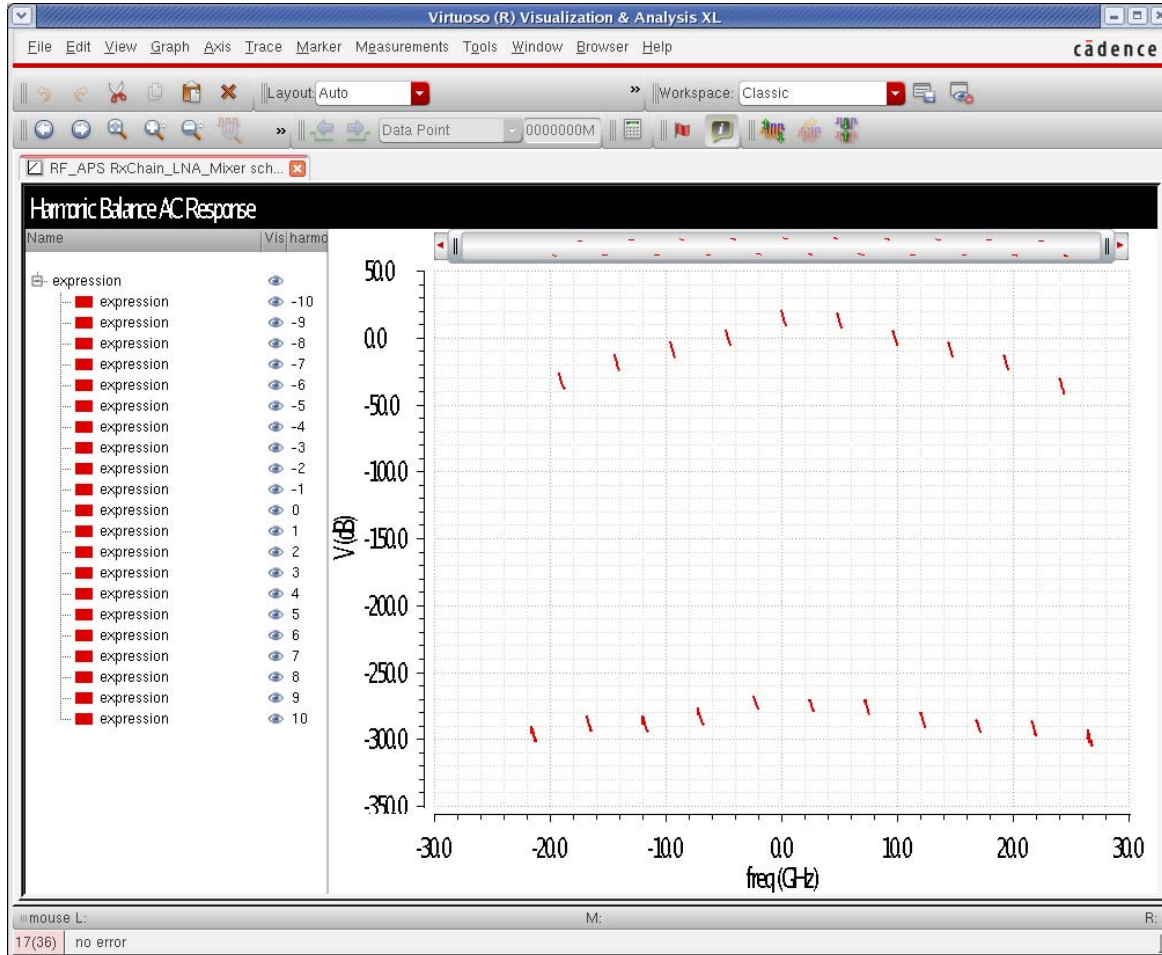 Virtuoso (R) Visualization & Analysis XL
File Edit View Graph Axis Trace Marker Measurements Tools Window Browser Help
cādence
Layout: Auto » Workspace: Classic
» Data Point 0000000M
RF_APS RxChain_LNA_Mixer sch...
Harmonic Balance AC Response
Name Vis harmo
expression
expression -10
expression -9
expression -8
expression -7
expression -6
expression -5
expression -4
expression -3
expression -2
expression -1
expression 0
expression 1
expression 2
expression 3
expression 4
expression 5
expression 6
expression 7
expression 8
expression 9
expression 10
50.0
0.0
-50.0
-100.0
-150.0
-200.0
-250.0
-300.0
-350.0
V (dB)
-30.0 -20.0 -10.0 0.0 10.0 20.0 30.0
freq (GHz)
mouse L: M: R:
17(36) no error